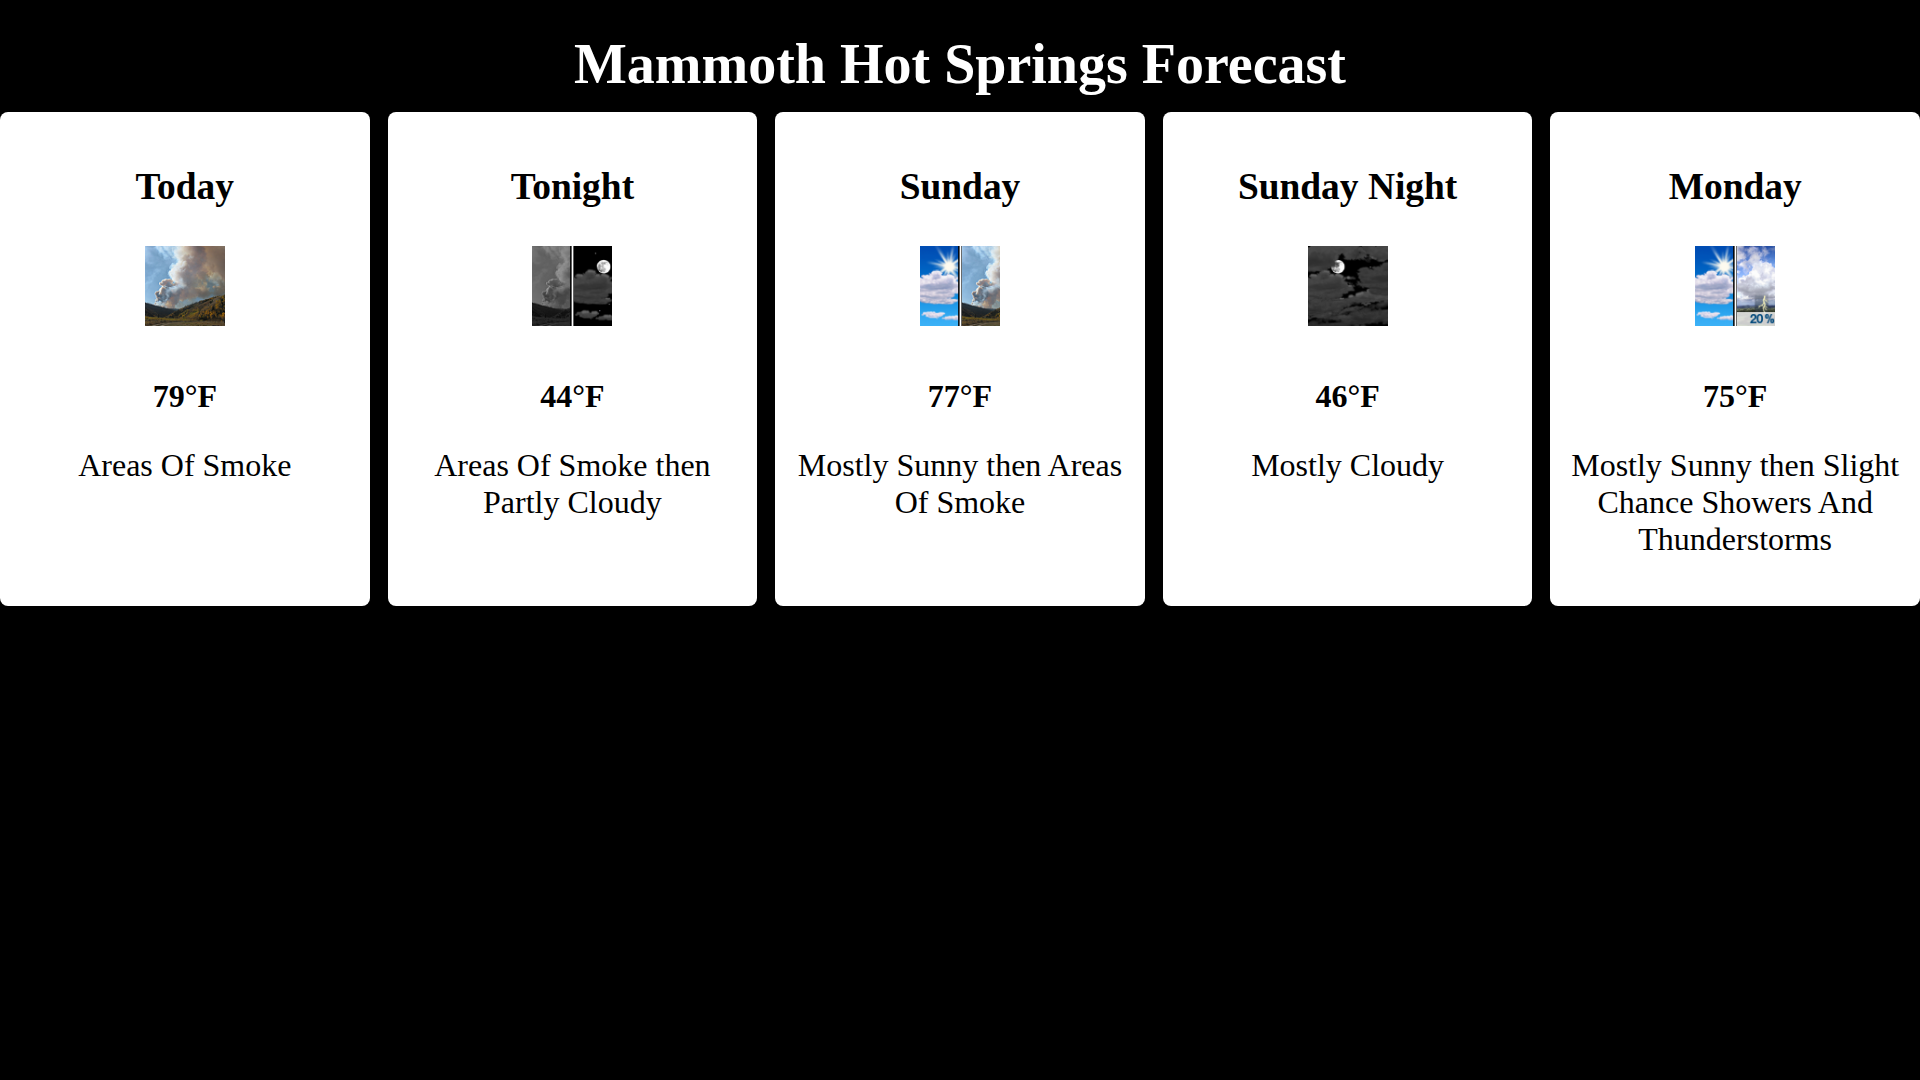 Mammoth Hot Springs Forecast
Today
79°F
Areas Of Smoke
Tonight
44°F
Areas Of Smoke then
Partly Cloudy
Sunday
77°F
Mostly Sunny then Areas
Of Smoke
Sunday Night
46°F
Mostly Cloudy
Monday
20%
75°F
Mostly Sunny then Slight
Chance Showers And
Thunderstorms